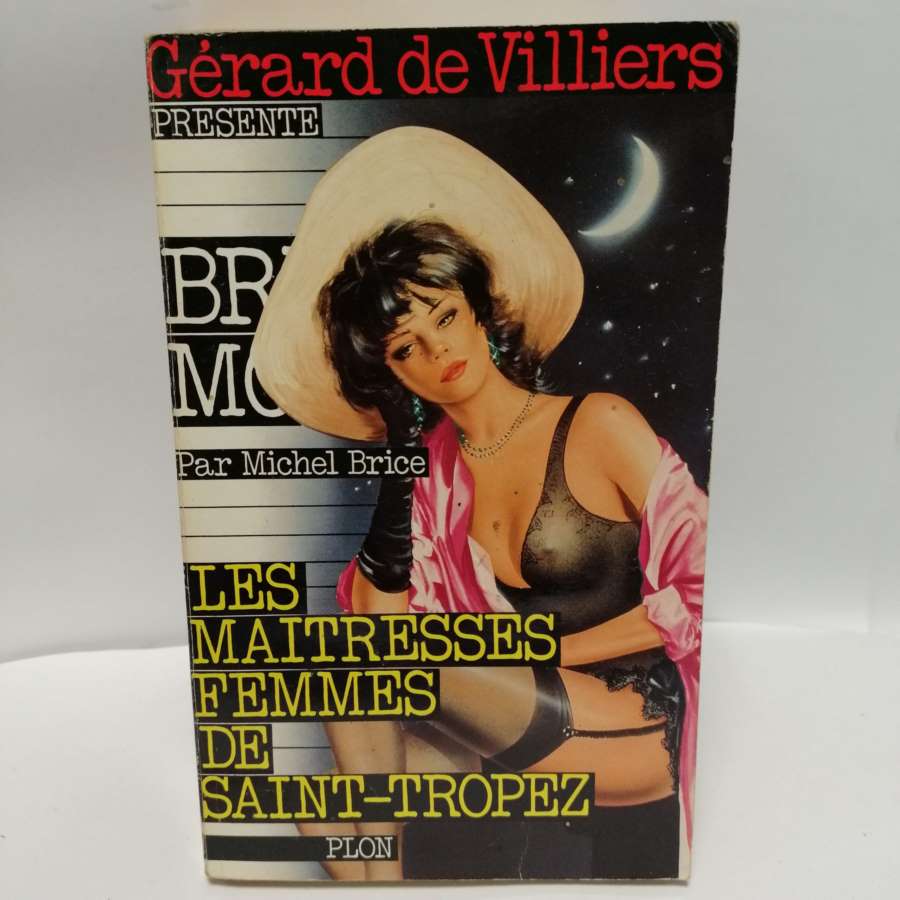 Gérard de Villiers
PRESENTE
Par Michel Brice
LES
MAITRESSES
FEMMES
DE
SAINT-TROPEZ
PLON